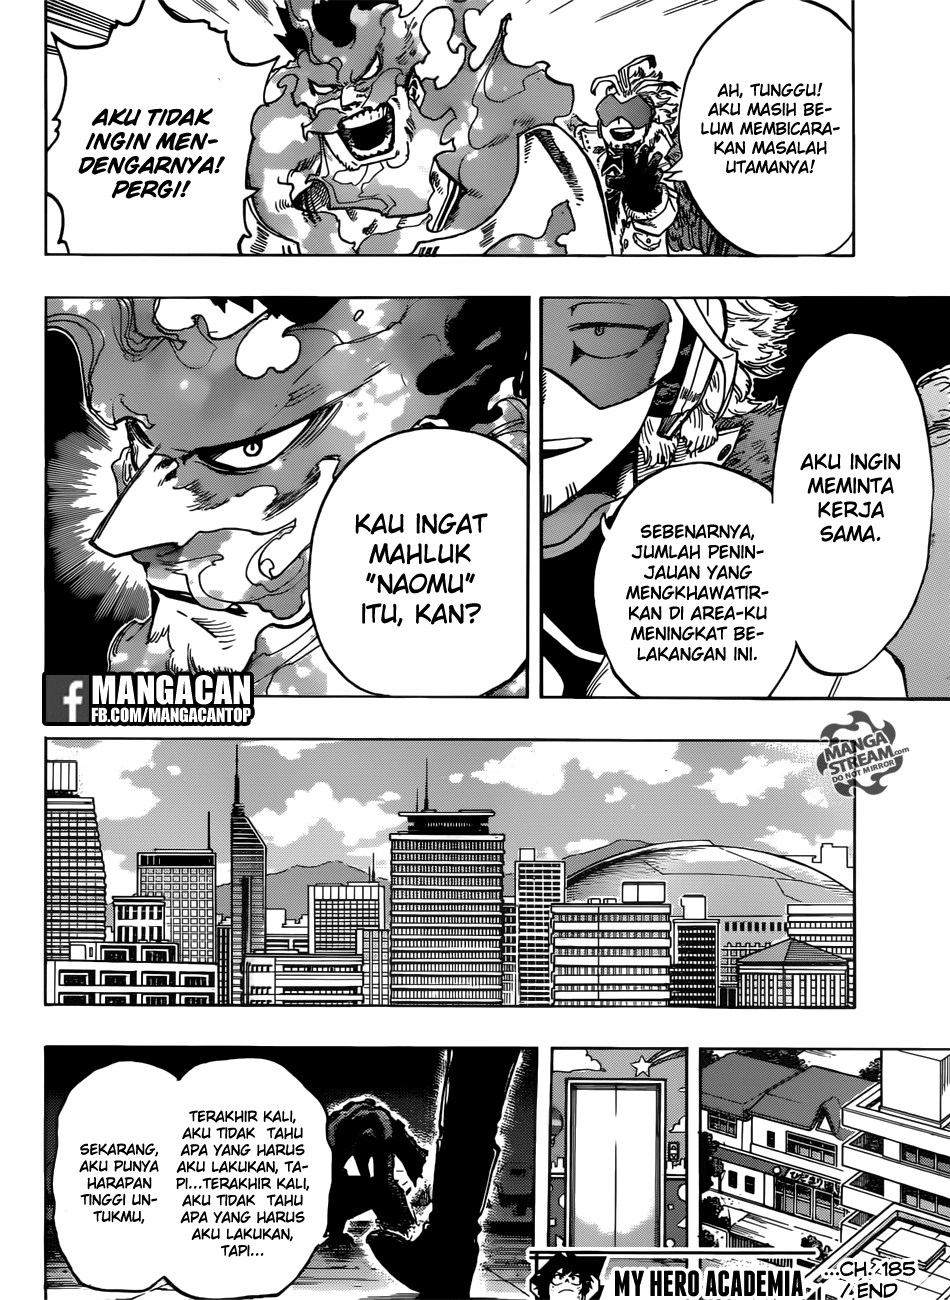 AH, TUNGGU!
AKU MASIH BE-
LUM MEMBICARA-
KAN MASALAH
UTAMANYA!
AKU TIDAK
INGIN MEN-
DENGARNYA!
PERGI!
AKU INGIN
MEMINTA
KERJA
SAMA.
SEBENARNYA,
JUMLAH PENIN-
JAUAN YANG
MENGKHAWATIR-
KAN DI AREA-KU
MENINGKAT BE-
LAKANGAN INI.
KAU INGAT
MAHLUK
"NAOMU"
ITU, KAN?
MANGACAN
FB.COM/MANGACANTOP
MANGA
STREAM.com
DO NOT MIRROR
TERAKHIR KALI,
AKU TIDAK TAHU
APA YANG HARUS
AKU LAKUKAN, TA-
PI...TERAKHIR KALI,
AKU TIDAK TAHU
APA YANG HARUS
AKU LAKUKAN,
TAPI...
SEKARANG,
AKU PUNYA
HARAPAN
TINGGI UN-
TUKMU,
MY HERO ACADEMIA
...CH. 185
/ END